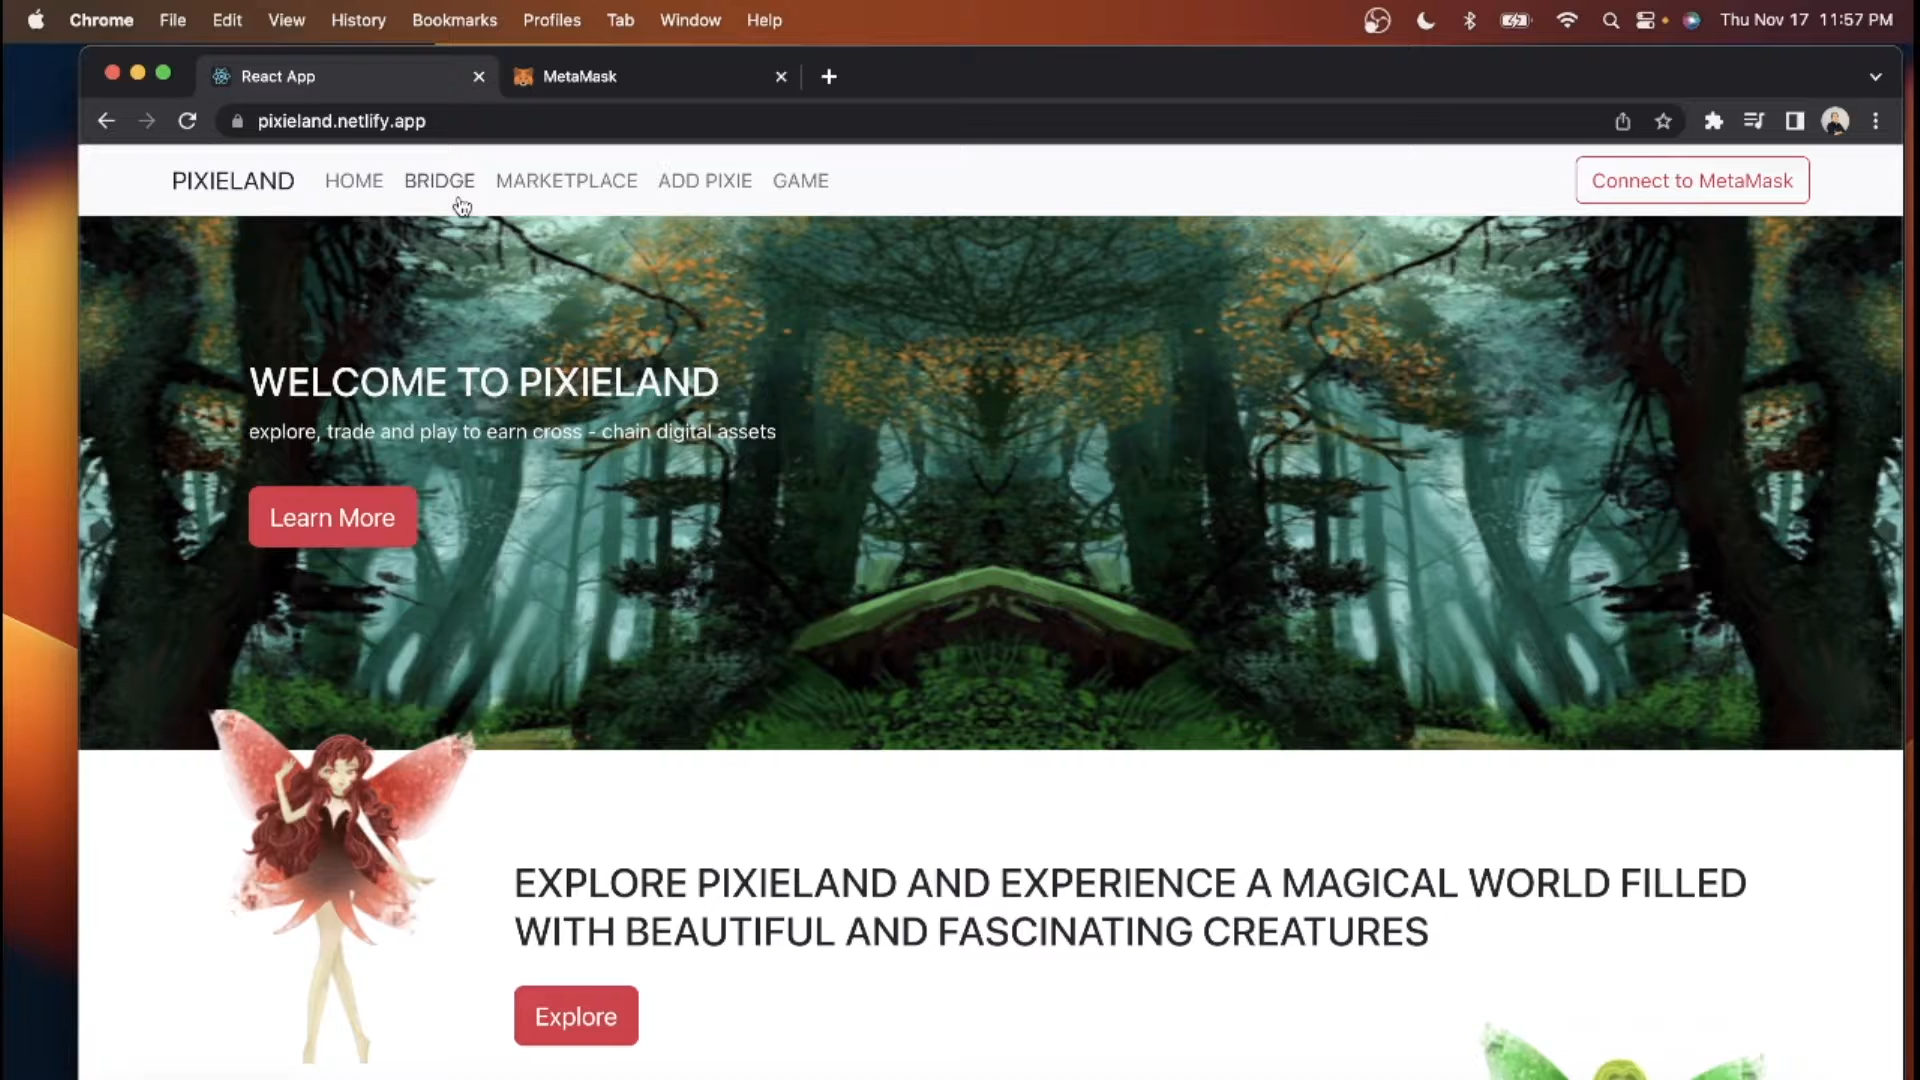 Chrome File Edit View History Bookmarks Profiles Tab Window Help Thu Nov 17 11:57 PM
React App MetaMask
pixieland.netlify.app
PIXIELAND HOME BRIDGE MARKETPLACE ADD PIXIE GAME Connect to MetaMask
WELCOME TO PIXIELAND
explore, trade and play to earn cross - chain digital assets
Learn More
EXPLORE PIXIELAND AND EXPERIENCE A MAGICAL WORLD FILLED
WITH BEAUTIFUL AND FASCINATING CREATURES
Explore